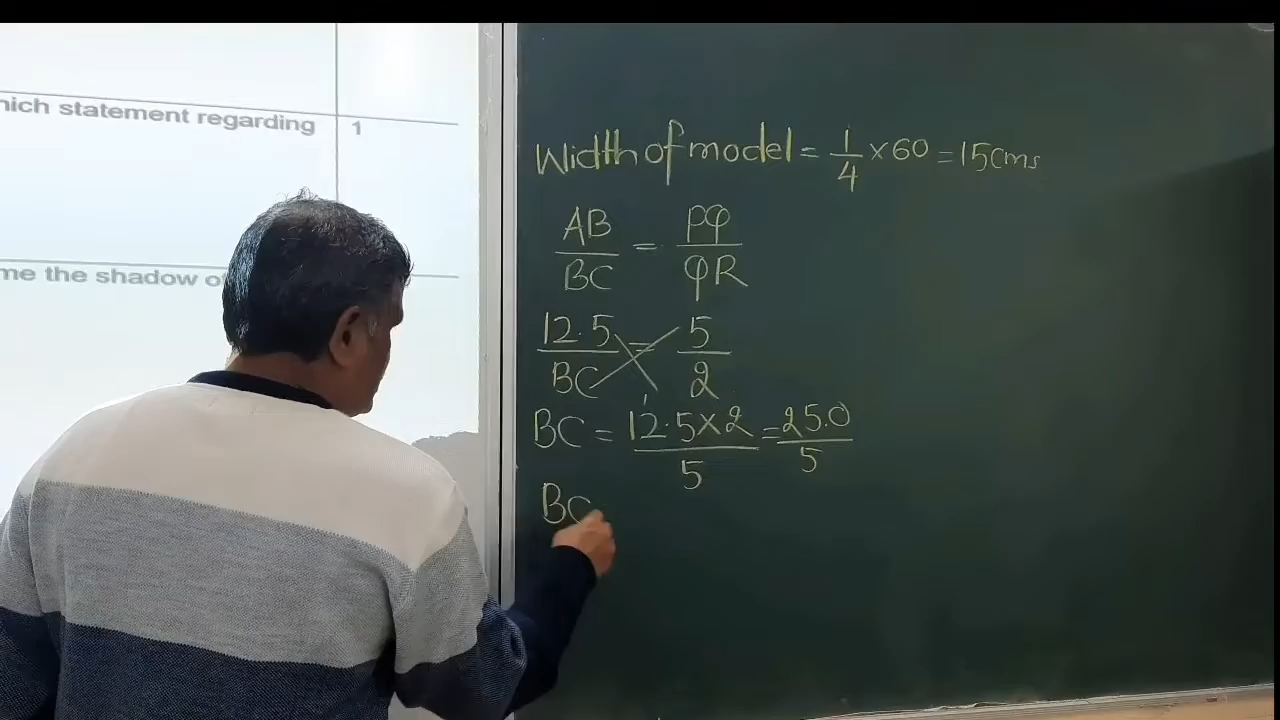 hich statement regarding 1
me the shadow o
Width of model = 1/4 × 60 = 15cms
AB/BC = PQ/QR
12.5/BC = 5/2
BC = 12.5×2/5 = 25.0/5
BC